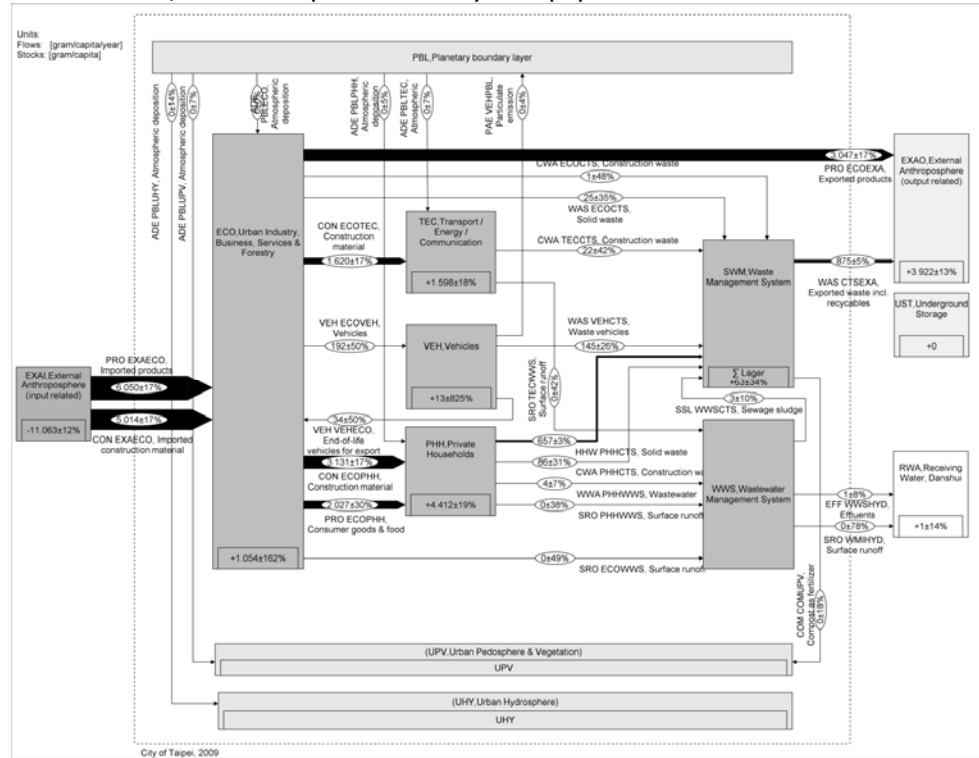 Units:
Flows: [gram/capita/year]
Stocks: [gram/capita]
PBL,Planetary boundary layer
ADE PBLUHY, Atmospheric deposition
0±14%
ADE PBLUPV, Atmospheric deposition
0±7%
PBLECO,
Atmospheric
deposition
ADE PBLPHH,
Atmospheric
deposition
0±5%
ADE PBLTEC,
Atmospheric
0±7%
PAE VEHPBL,
Particulate
emission
0±4%
ECO,Urban Industry,
Business, Services &
Forestry
+1.054±162%
3.047±17%
PRO ECOEXA,
Exported products
EXAO,External
Anthroposphere
(output related)
+3.922±13%
CWA ECOCTS, Construction waste
1±48%
25±35%
WAS ECOCTS,
Solid waste
CON ECOTEC,
Construction
material
1.620±17%
TEC,Transport /
Energy /
Communication
+1.598±18%
CWA TECCTS, Construction waste
22±42%
SWM,Waste
Management System
∑ Lager
+63±34%
875±5%
WAS CTSEXA,
Exported waste incl.
recycables
UST,Underground
Storage
+0
VEH ECOVEH,
Vehicles
192±50%
VEH,Vehicles
+13±825%
WAS VEHCTS,
Waste vehicles
145±26%
SRO TECWWS,
Surface runoff
0±42%
EXAI,External
Anthroposphere
(input related)
-11.063±12%
PRO EXAECO,
Imported products
6.050±17%
5.014±17%
CON EXAECO, Imported
construction material
34±50%
VEH VEHECO,
End-of-life
vehicles for export
3.131±17%
CON ECOPHH,
Construction material
2.027±30%
PRO ECOPHH,
Consumer goods & food
PHH,Private
Households
+4.412±19%
657±3%
HHW PHHCTS, Solid waste
86±31%
CWA PHHCTS, Construction wa
4±7%
WWA PHHWWS, Wastewater
0±38%
SRO PHHWWS, Surface runoff
3±10%
SSL WWSCTS, Sewage sludge
WWS,Wastewater
Management System
0±49%
SRO ECOWWS, Surface runof
1±8%
EFF WWSHYD,
Effluents
0±78%
SRO WMIHYD,
Surface runoff
RWA,Receiving
Water, Danshui
+1±14%
COM COMUPV,
Compost as fertilizer
0±18%
(UPV,Urban Pedosphere & Vegetation)
UPV
(UHY,Urban Hydrosphere)
UHY
City of Taipei, 2009